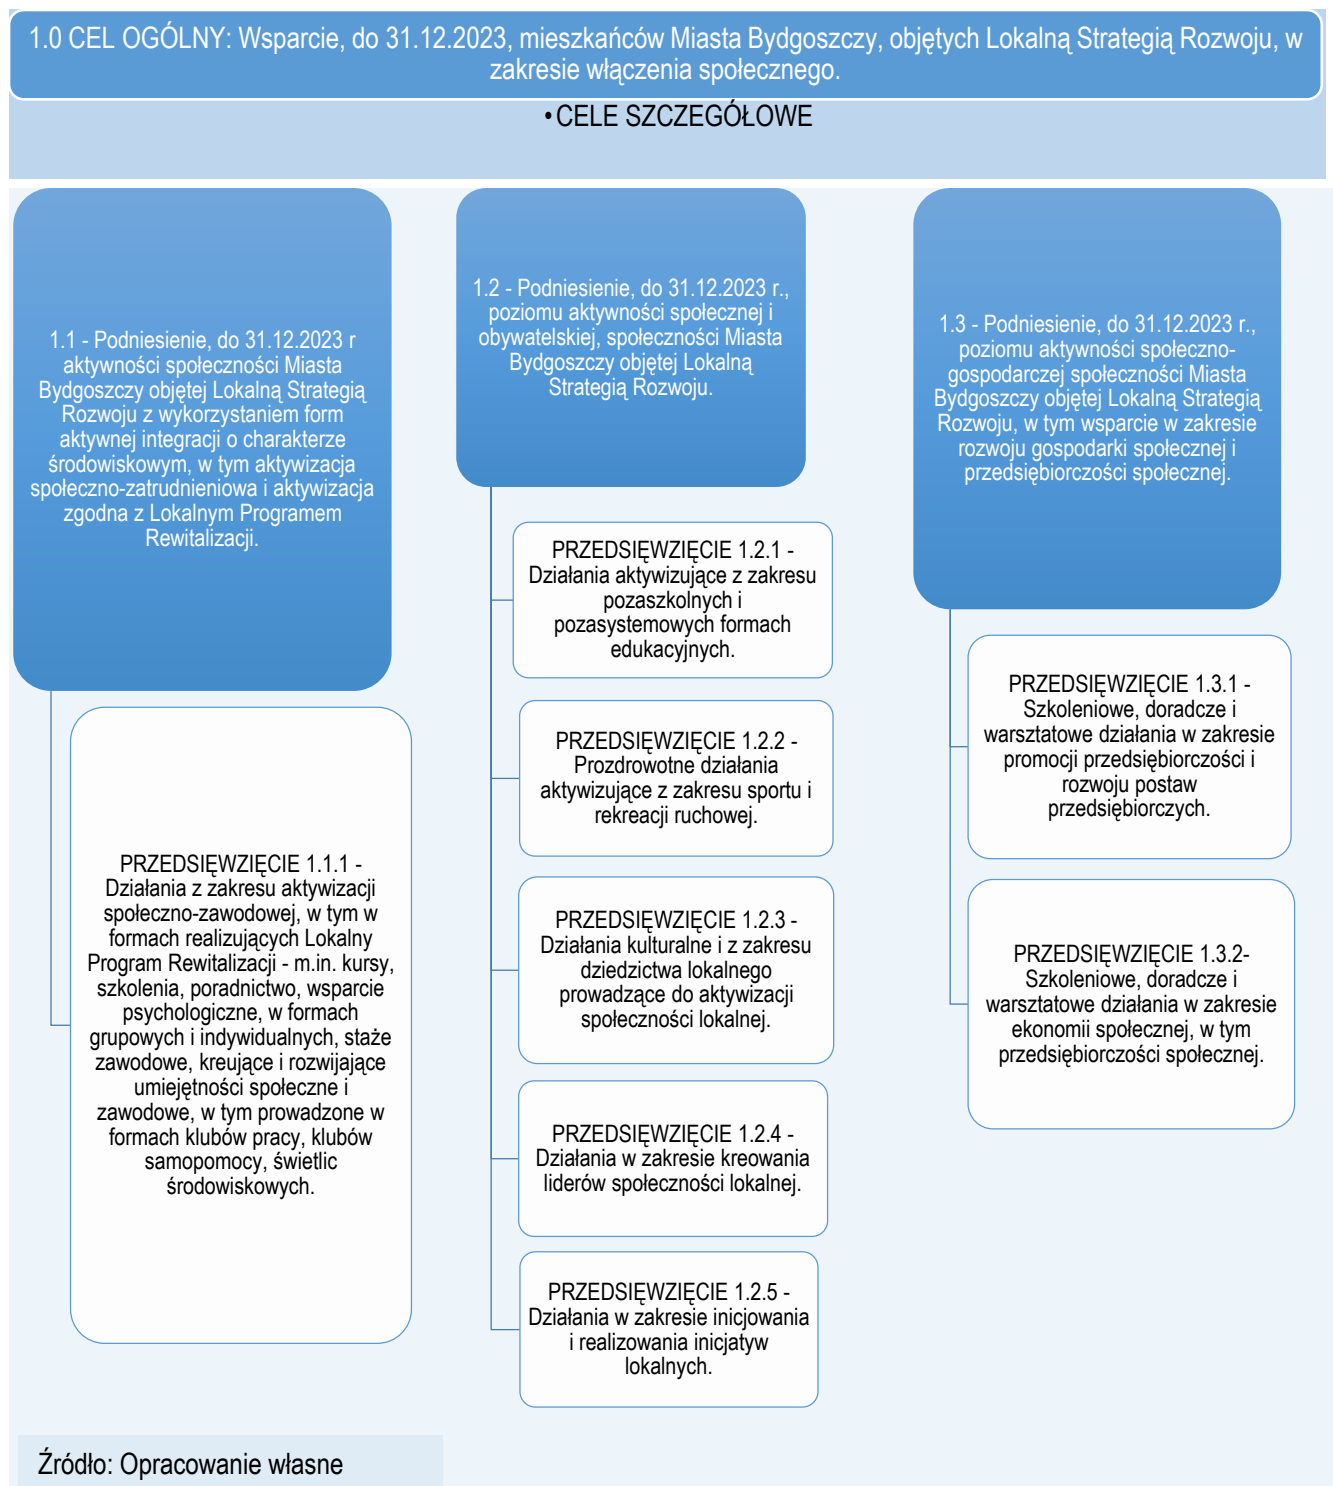 1.0 CEL OGÓLNY: Wsparcie, do 31.12.2023, mieszkańców Miasta Bydgoszczy, objętych Lokalną Strategią Rozwoju, w
zakresie włączenia społecznego.
• CELE SZCZEGÓŁOWE
1.1 - Podniesienie, do 31.12.2023 r
aktywności społeczności Miasta
Bydgoszczy objętej Lokalną Strategią
Rozwoju z wykorzystaniem form
aktywnej integracji o charakterze
środowiskowym, w tym aktywizacja
społeczno-zatrudnieniowa i aktywizacja
zgodna z Lokalnym Programem
Rewitalizacji.
PRZEDSIĘWZIĘCIE 1.1.1 -
Działania z zakresu aktywizacji
społeczno-zawodowej, w tym w
formach realizujących Lokalny
Program Rewitalizacji - m.in. kursy,
szkolenia, poradnictwo, wsparcie
psychologiczne, w formach
grupowych i indywidualnych, staże
zawodowe, kreujące i rozwijające
umiejętności społeczne i
zawodowe, w tym prowadzone w
formach klubów pracy, klubów
samopomocy, świetlic
środowiskowych.
1.2 - Podniesienie, do 31.12.2023 r.,
poziomu aktywności społecznej i
obywatelskiej, społeczności Miasta
Bydgoszczy objętej Lokalną
Strategią Rozwoju.
PRZEDSIĘWZIĘCIE 1.2.1 -
Działania aktywizujące z zakresu
pozaszkolnych i
pozasystemowych formach
edukacyjnych.
PRZEDSIĘWZIĘCIE 1.2.2 -
Prozdrowotne działania
aktywizujące z zakresu sportu i
rekreacji ruchowej.
PRZEDSIĘWZIĘCIE 1.2.3 -
Działania kulturalne i z zakresu
dziedzictwa lokalnego
prowadzące do aktywizacji
społeczności lokalnej.
PRZEDSIĘWZIĘCIE 1.2.4 -
Działania w zakresie kreowania
liderów społeczności lokalnej.
PRZEDSIĘWZIĘCIE 1.2.5 -
Działania w zakresie inicjowania
i realizowania inicjatyw
lokalnych.
1.3 - Podniesienie, do 31.12.2023 r.,
poziomu aktywności społeczno-
gospodarczej społeczności Miasta
Bydgoszczy objętej Lokalną Strategią
Rozwoju, w tym wsparcie w zakresie
rozwoju gospodarki społecznej i
przedsiębiorczości społecznej.
PRZEDSIĘWZIĘCIE 1.3.1 -
Szkoleniowe, doradcze i
warsztatowe działania w zakresie
promocji przedsiębiorczości i
rozwoju postaw
przedsiębiorczych.
PRZEDSIĘWZIĘCIE 1.3.2-
Szkoleniowe, doradcze i
warsztatowe działania w zakresie
ekonomii społecznej, w tym
przedsiębiorczości społecznej.
Źródło: Opracowanie własne